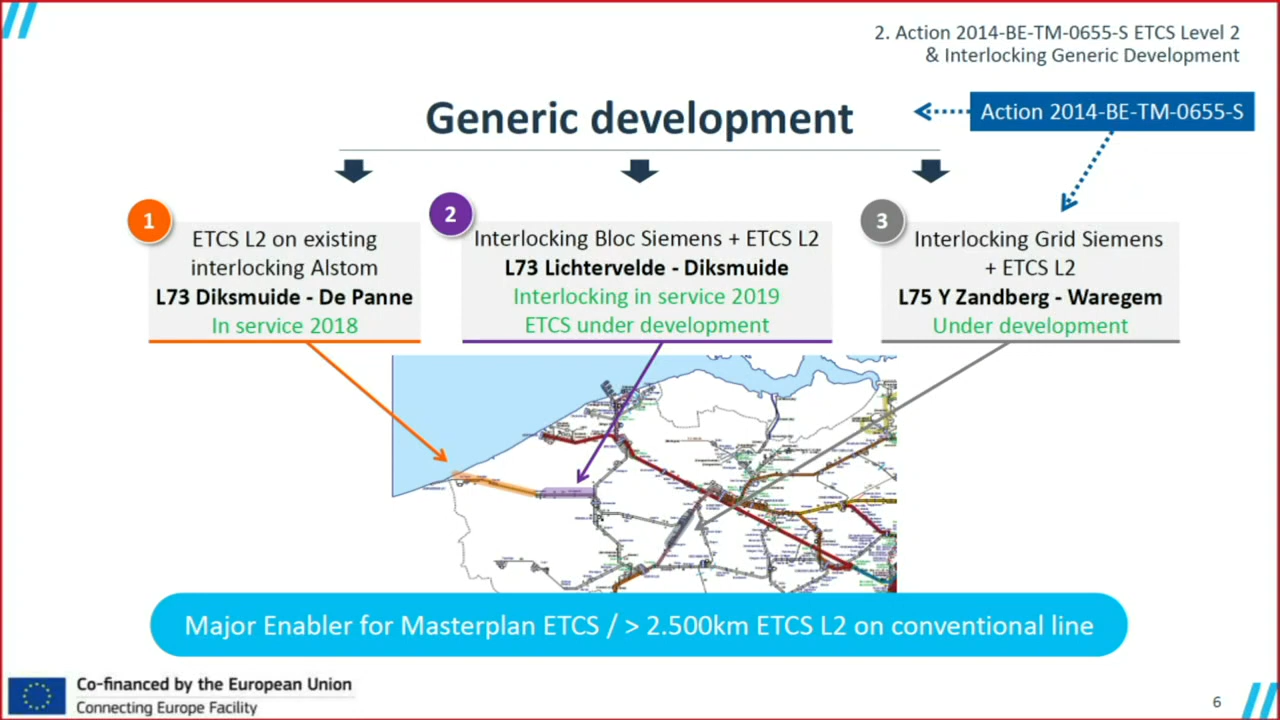 2. Action 2014-BE-TM-0655-S ETCS Level 2
& Interlocking Generic Development
Generic development
Action 2014-BE-TM-0655-S
1
ETCS L2 on existing
interlocking Alstom
L73 Diksmuide - De Panne
In service 2018
2
Interlocking Bloc Siemens + ETCS L2
L73 Lichtervelde - Diksmuide
Interlocking in service 2019
ETCS under development
3
Interlocking Grid Siemens
+ ETCS L2
L75 Y Zandberg - Waregem
Under development
Major Enabler for Masterplan ETCS / > 2.500km ETCS L2 on conventional line
Co-financed by the European Union
Connecting Europe Facility
6